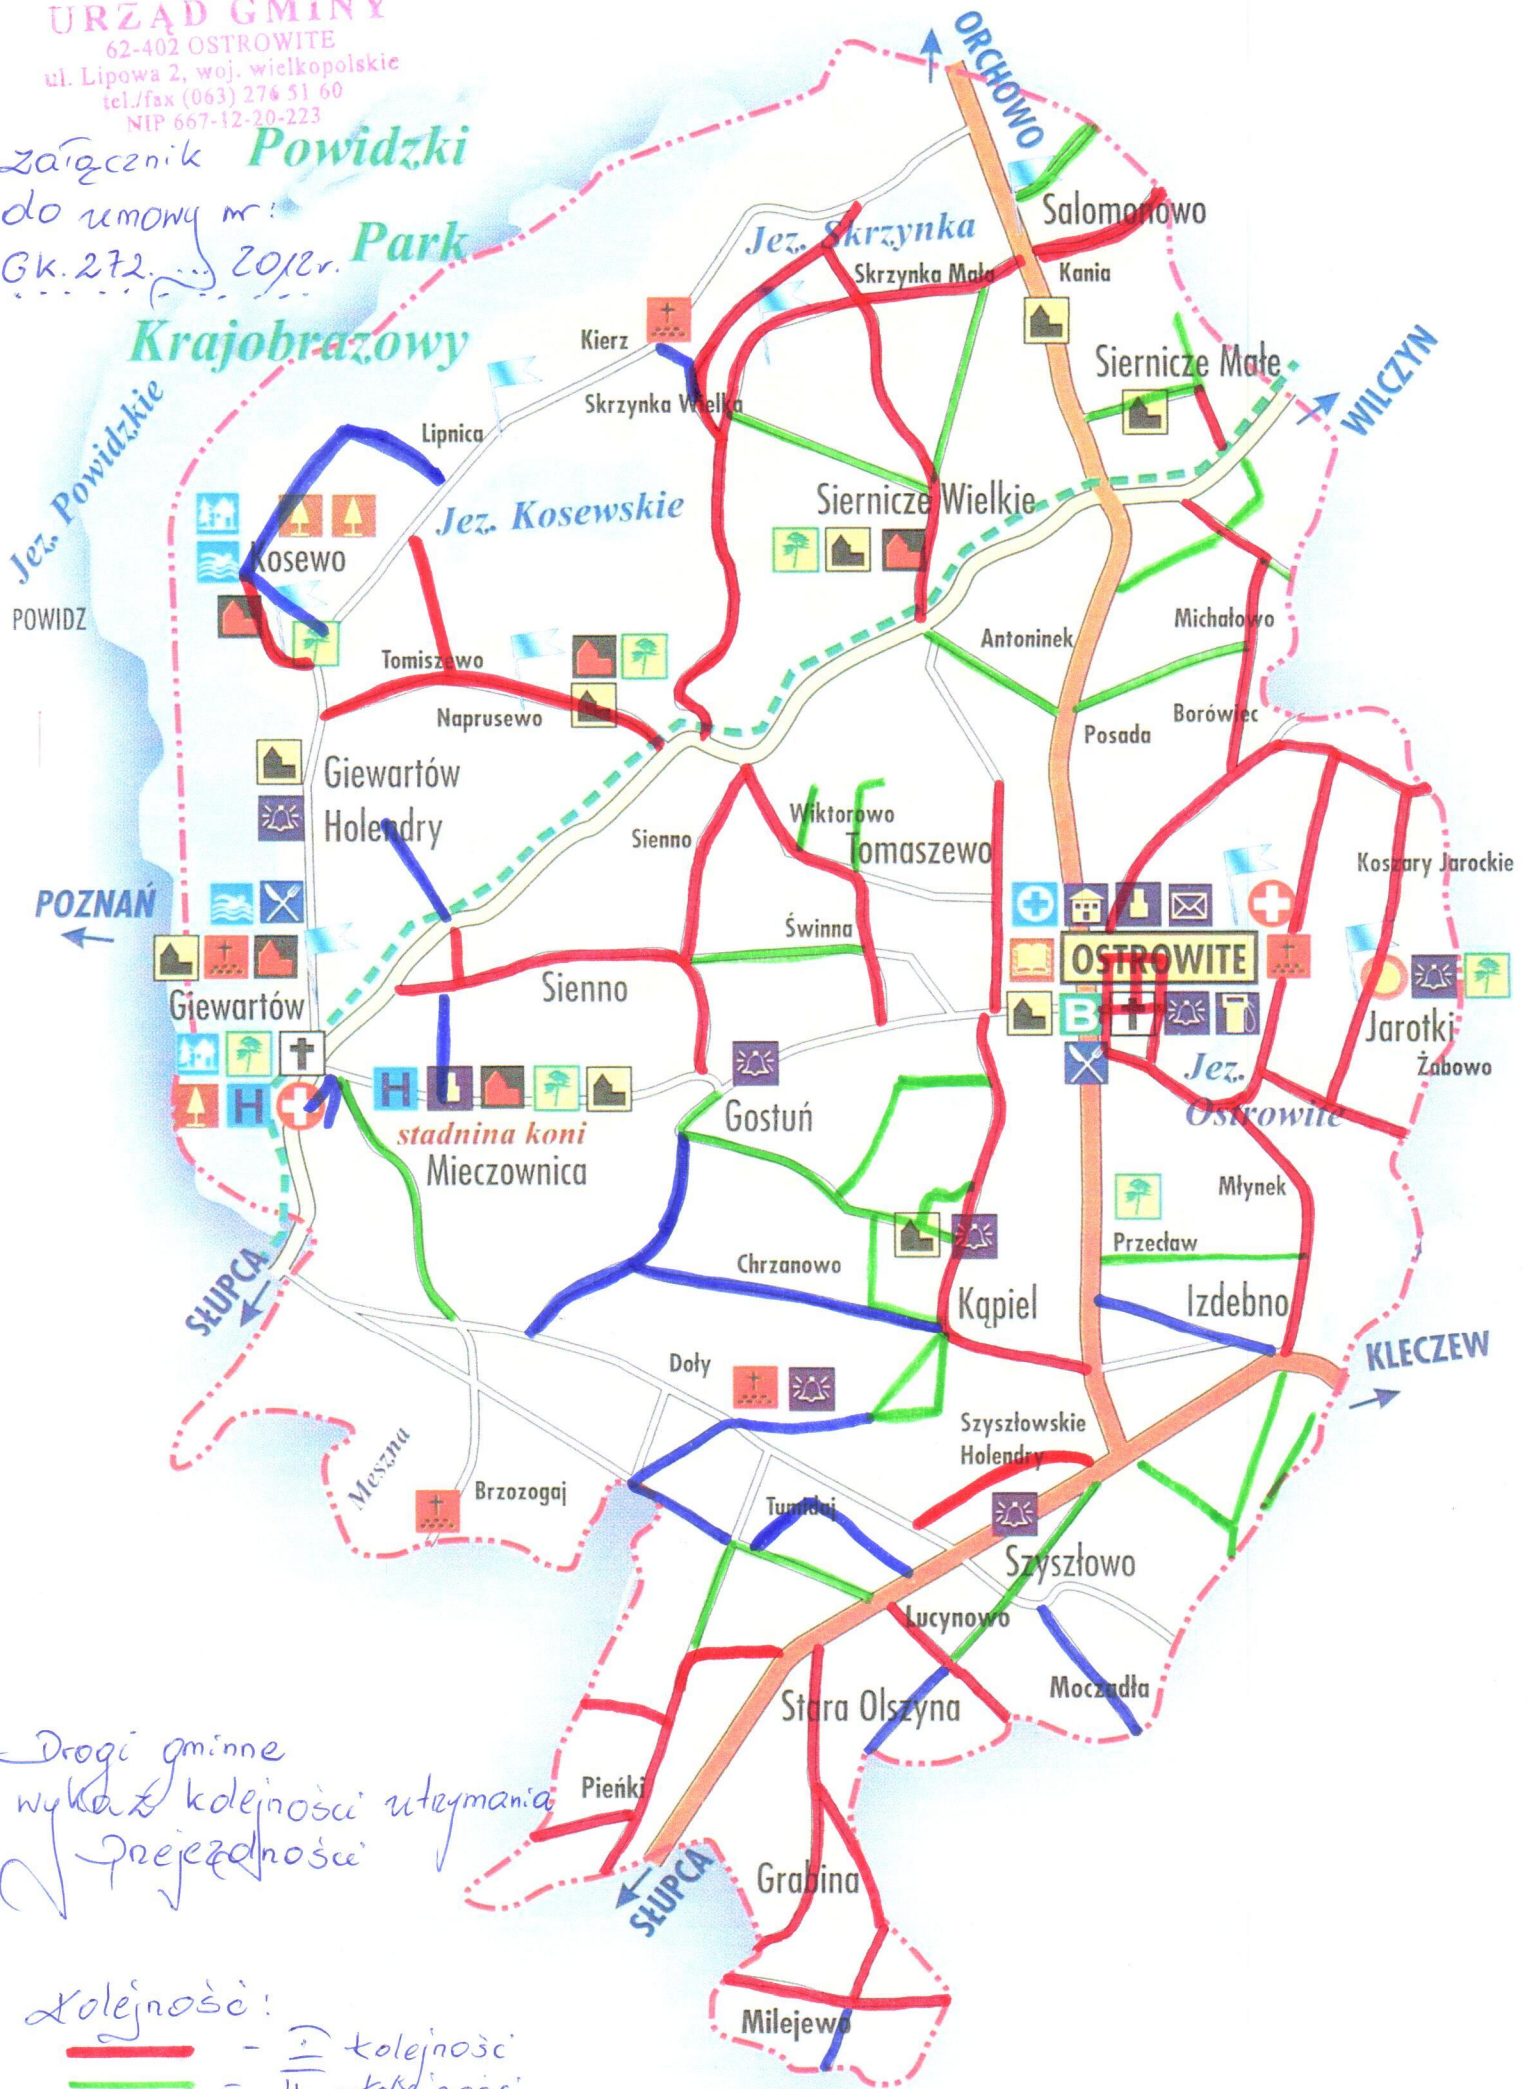 URZĄD GMINY
62-402 OSTROWITE
ul. Lipowa 2, woj. wielkopolskie
tel./fax (063) 276 51 60
NIP 667-12-20-223
załącznik
do umowy nr:
GK.272.... 2012r.
Powidzki
Park
Krajobrazowy
ORCHOWO
Salomonowo
Jez. Skrzynka
Skrzynka Mała
Kania
Kierz
Siernicze Małe
WILCZYN
Skrzynka Wielka
Lipnica
Jez. Powidzkie
Jez. Kosewskie
Siernicze Wielkie
Kosewo
POWIDZ
Michałowo
Antoninek
Tomiszewo
Naprusewo
Borówiec
Posada
Giewartów
Holendry
Wiktorowo
Sienno
Tomaszewo
Koszary Jarockie
POZNAŃ
Świnna
OSTROWITE
Sienno
Giewartów
B
Jarotki
Żabowo
Jez.
Ostrowite
H
H
Gostuń
stadnina koni
Mieczownica
Młynek
Przecław
SŁUPCA
Chrzanowo
Kąpiel
Izdebno
KLECZEW
Doły
Szyszłowskie
Holendry
Meszna
Brzozogaj
Tumidaj
Szyszłowo
Lucynowo
Moczadła
Stara Olszyna
Drogi gminne
wykaz kolejności utrzymania
przejezdności
Pieńki
SŁUPCA
Grabina
Milejewo
Kolejność:
- I kolejność
- II kolejność